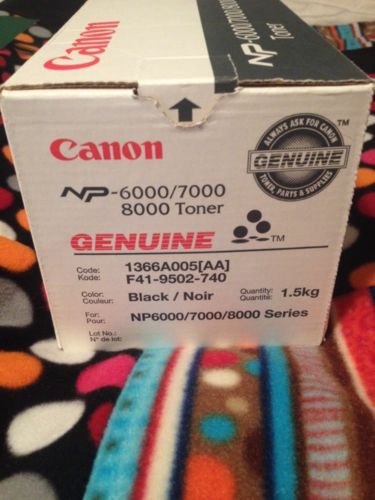 Canon
NP-6000/7000/8000
Toner
Canon
ALWAYS ASK FOR CANON
GENUINE
TONER, PARTS & SUPPLIES
TM
NP-6000/7000
8000 Toner
GENUINE TM
Code: 1366A005[AA]
Kode: F41-9502-740
Color: Black / Noir Quantity: 1.5kg
Couleur: Quantité:
For: NP6000/7000/8000 Series
Pour:
Lot No.:
N° de lot: